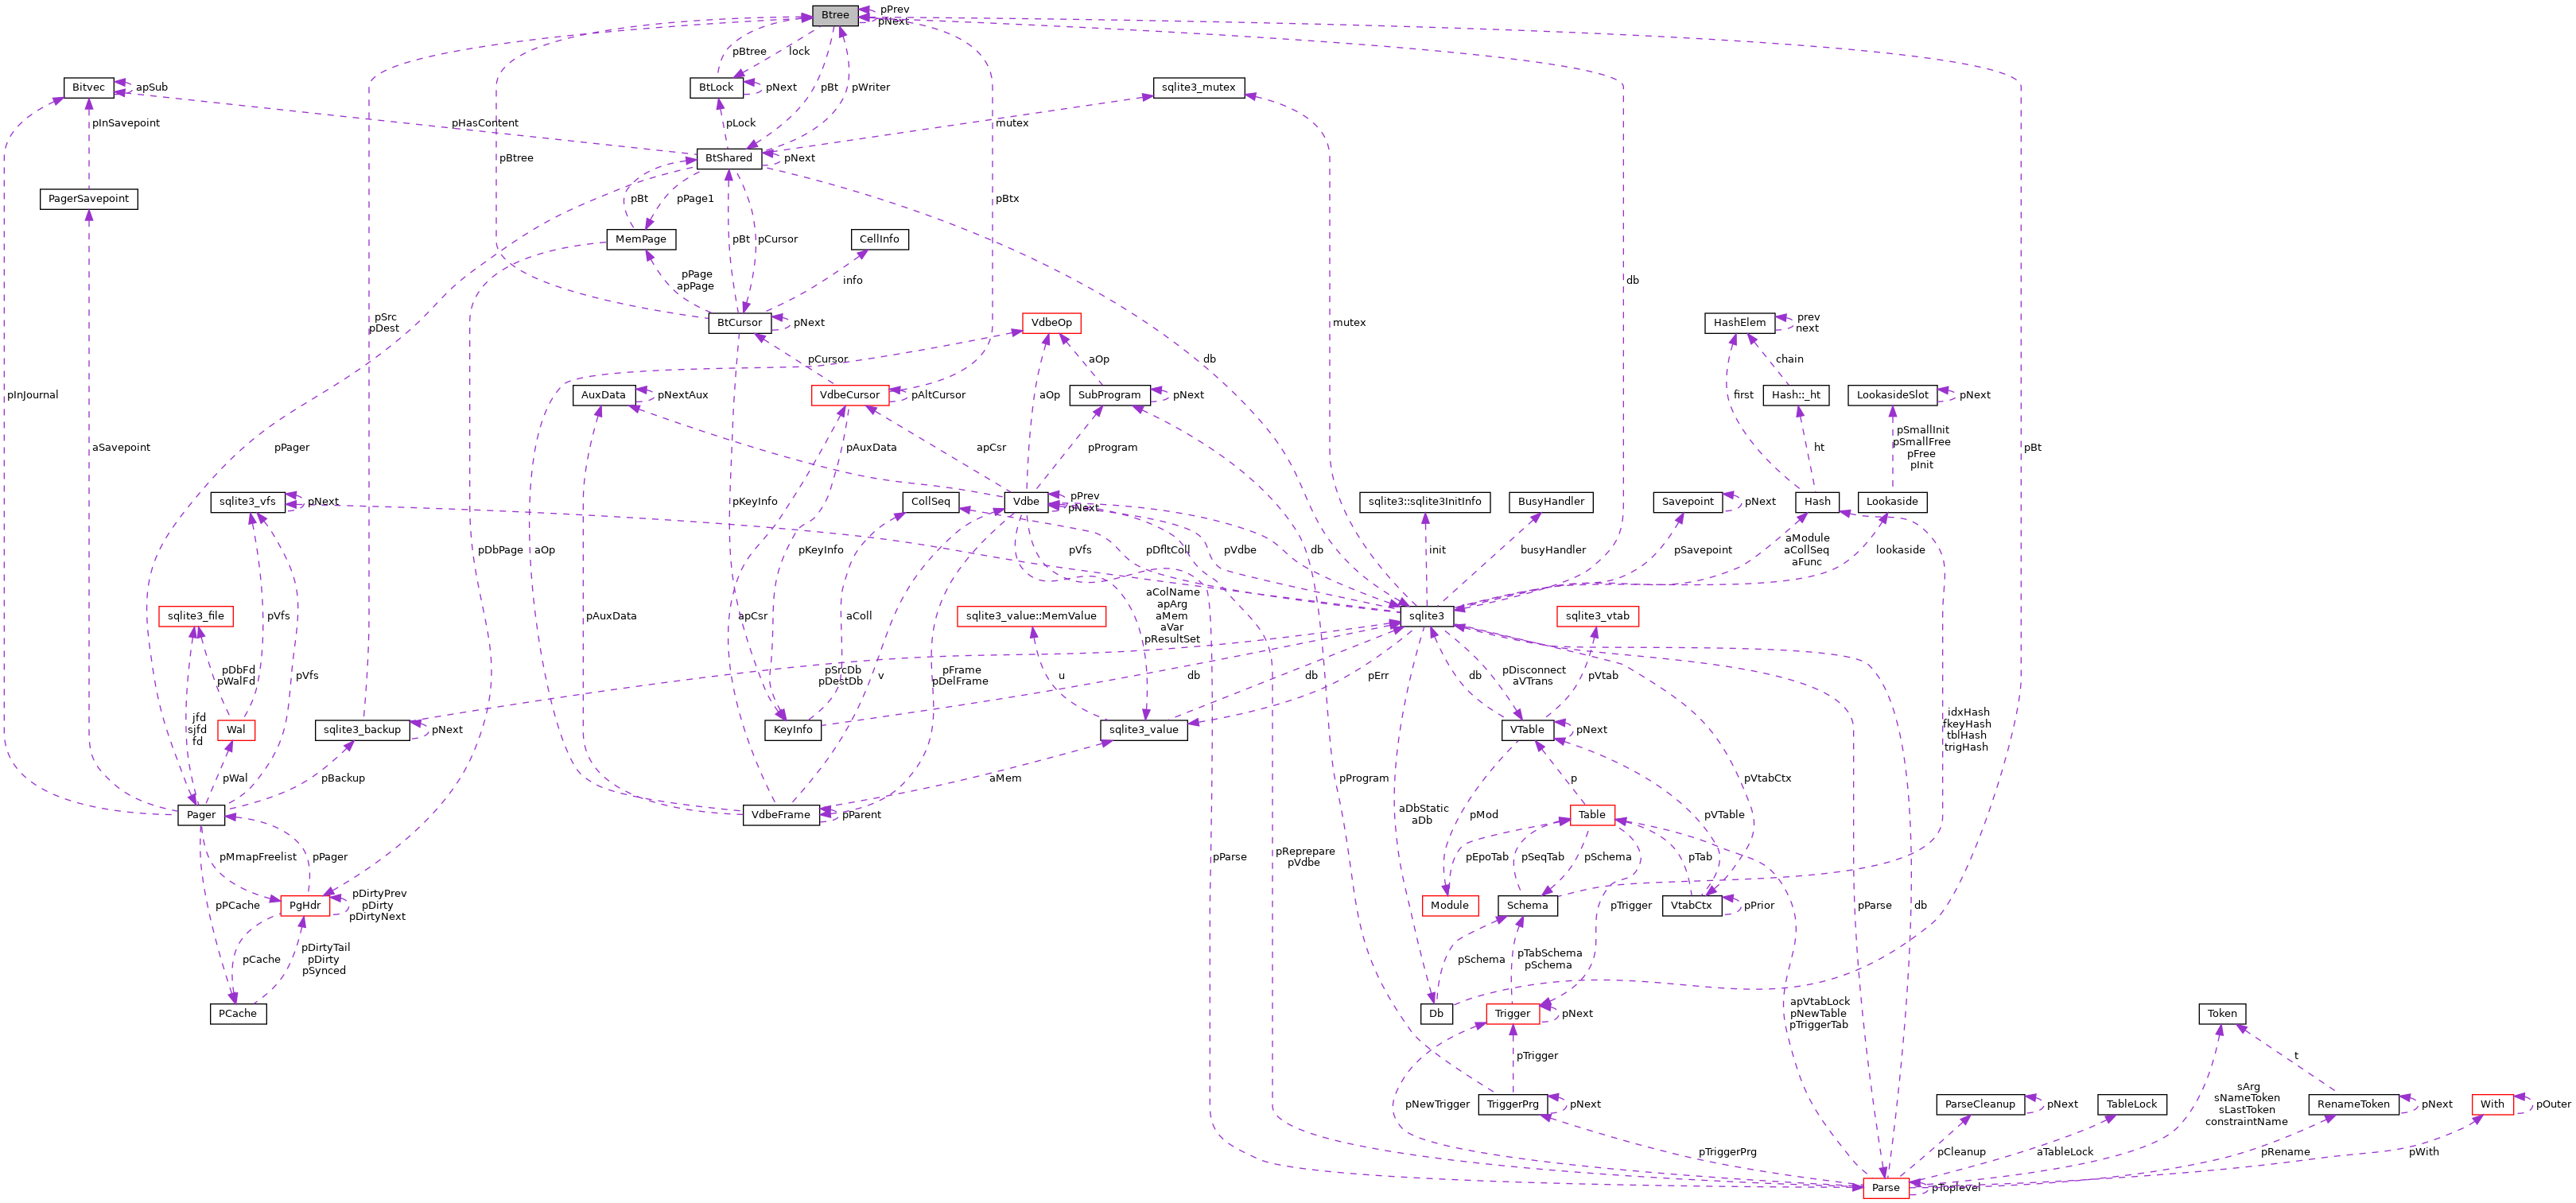 Btree
pPrev
pNext
pBtree
lock
Bitvec
apSub
BtLock
pNext
pBt
pWriter
sqlite3_mutex
pInSavepoint
pHasContent
pLock
mutex
pBtree
BtShared
pNext
PagerSavepoint
pBt
pPage1
pBtx
MemPage
pBt
pCursor
CellInfo
pPage
apPage
info
db
pSrc
pDest
BtCursor
pNext
VdbeOp
mutex
HashElem
prev
next
pCursor
aOp
db
chain
pInJournal
AuxData
pNextAux
VdbeCursor
pAltCursor
aOp
SubProgram
pNext
first
Hash::_ht
LookasideSlot
pNext
aSavepoint
pPager
pAuxData
apCsr
pProgram
ht
pSmallInit
pSmallFree
pFree
pInit
pBt
sqlite3_vfs
pNext
pKeyInfo
CollSeq
Vdbe
pPrev
pNext
sqlite3::sqlite3InitInfo
BusyHandler
Savepoint
pNext
Hash
Lookaside
pDbPage
aOp
pKeyInfo
pVfs
pDfltColl
pVdbe
db
init
busyHandler
pSavepoint
aModule
aCollSeq
aFunc
lookaside
sqlite3_file
pVfs
pAuxData
apCsr
aColl
sqlite3_value::MemValue
aColName
apArg
aMem
aVar
pResultSet
sqlite3
sqlite3_vtab
pDbFd
pWalFd
pVfs
pSrcDb
pDestDb
v
pFrame
pDelFrame
u
db
db
pErr
db
pDisconnect
aVTrans
pVtab
jfd
sjfd
fd
Wal
sqlite3_backup
pNext
KeyInfo
sqlite3_value
VTable
pNext
idxHash
fkeyHash
tblHash
trigHash
pWal
pBackup
aMem
pProgram
p
pVtabCtx
Pager
VdbeFrame
pParent
aDbStatic
aDb
pMod
Table
pVTable
pMmapFreelist
pPager
pParse
pReprepare
pVdbe
pEpoTab
pSeqTab
pSchema
pTab
pPCache
PgHdr
pDirtyPrev
pDirty
pDirtyNext
Module
Schema
pTrigger
VtabCtx
pPrior
pParse
db
pCache
pDirtyTail
pDirty
pSynced
pSchema
pTabSchema
pSchema
PCache
Db
Trigger
pNext
apVtabLock
pNewTable
pTriggerTab
Token
pTrigger
t
pNewTrigger
TriggerPrg
pNext
ParseCleanup
pNext
TableLock
sArg
sNameToken
sLastToken
constraintName
RenameToken
pNext
With
pOuter
pTriggerPrg
pCleanup
aTableLock
pRename
pWith
Parse
pToplevel